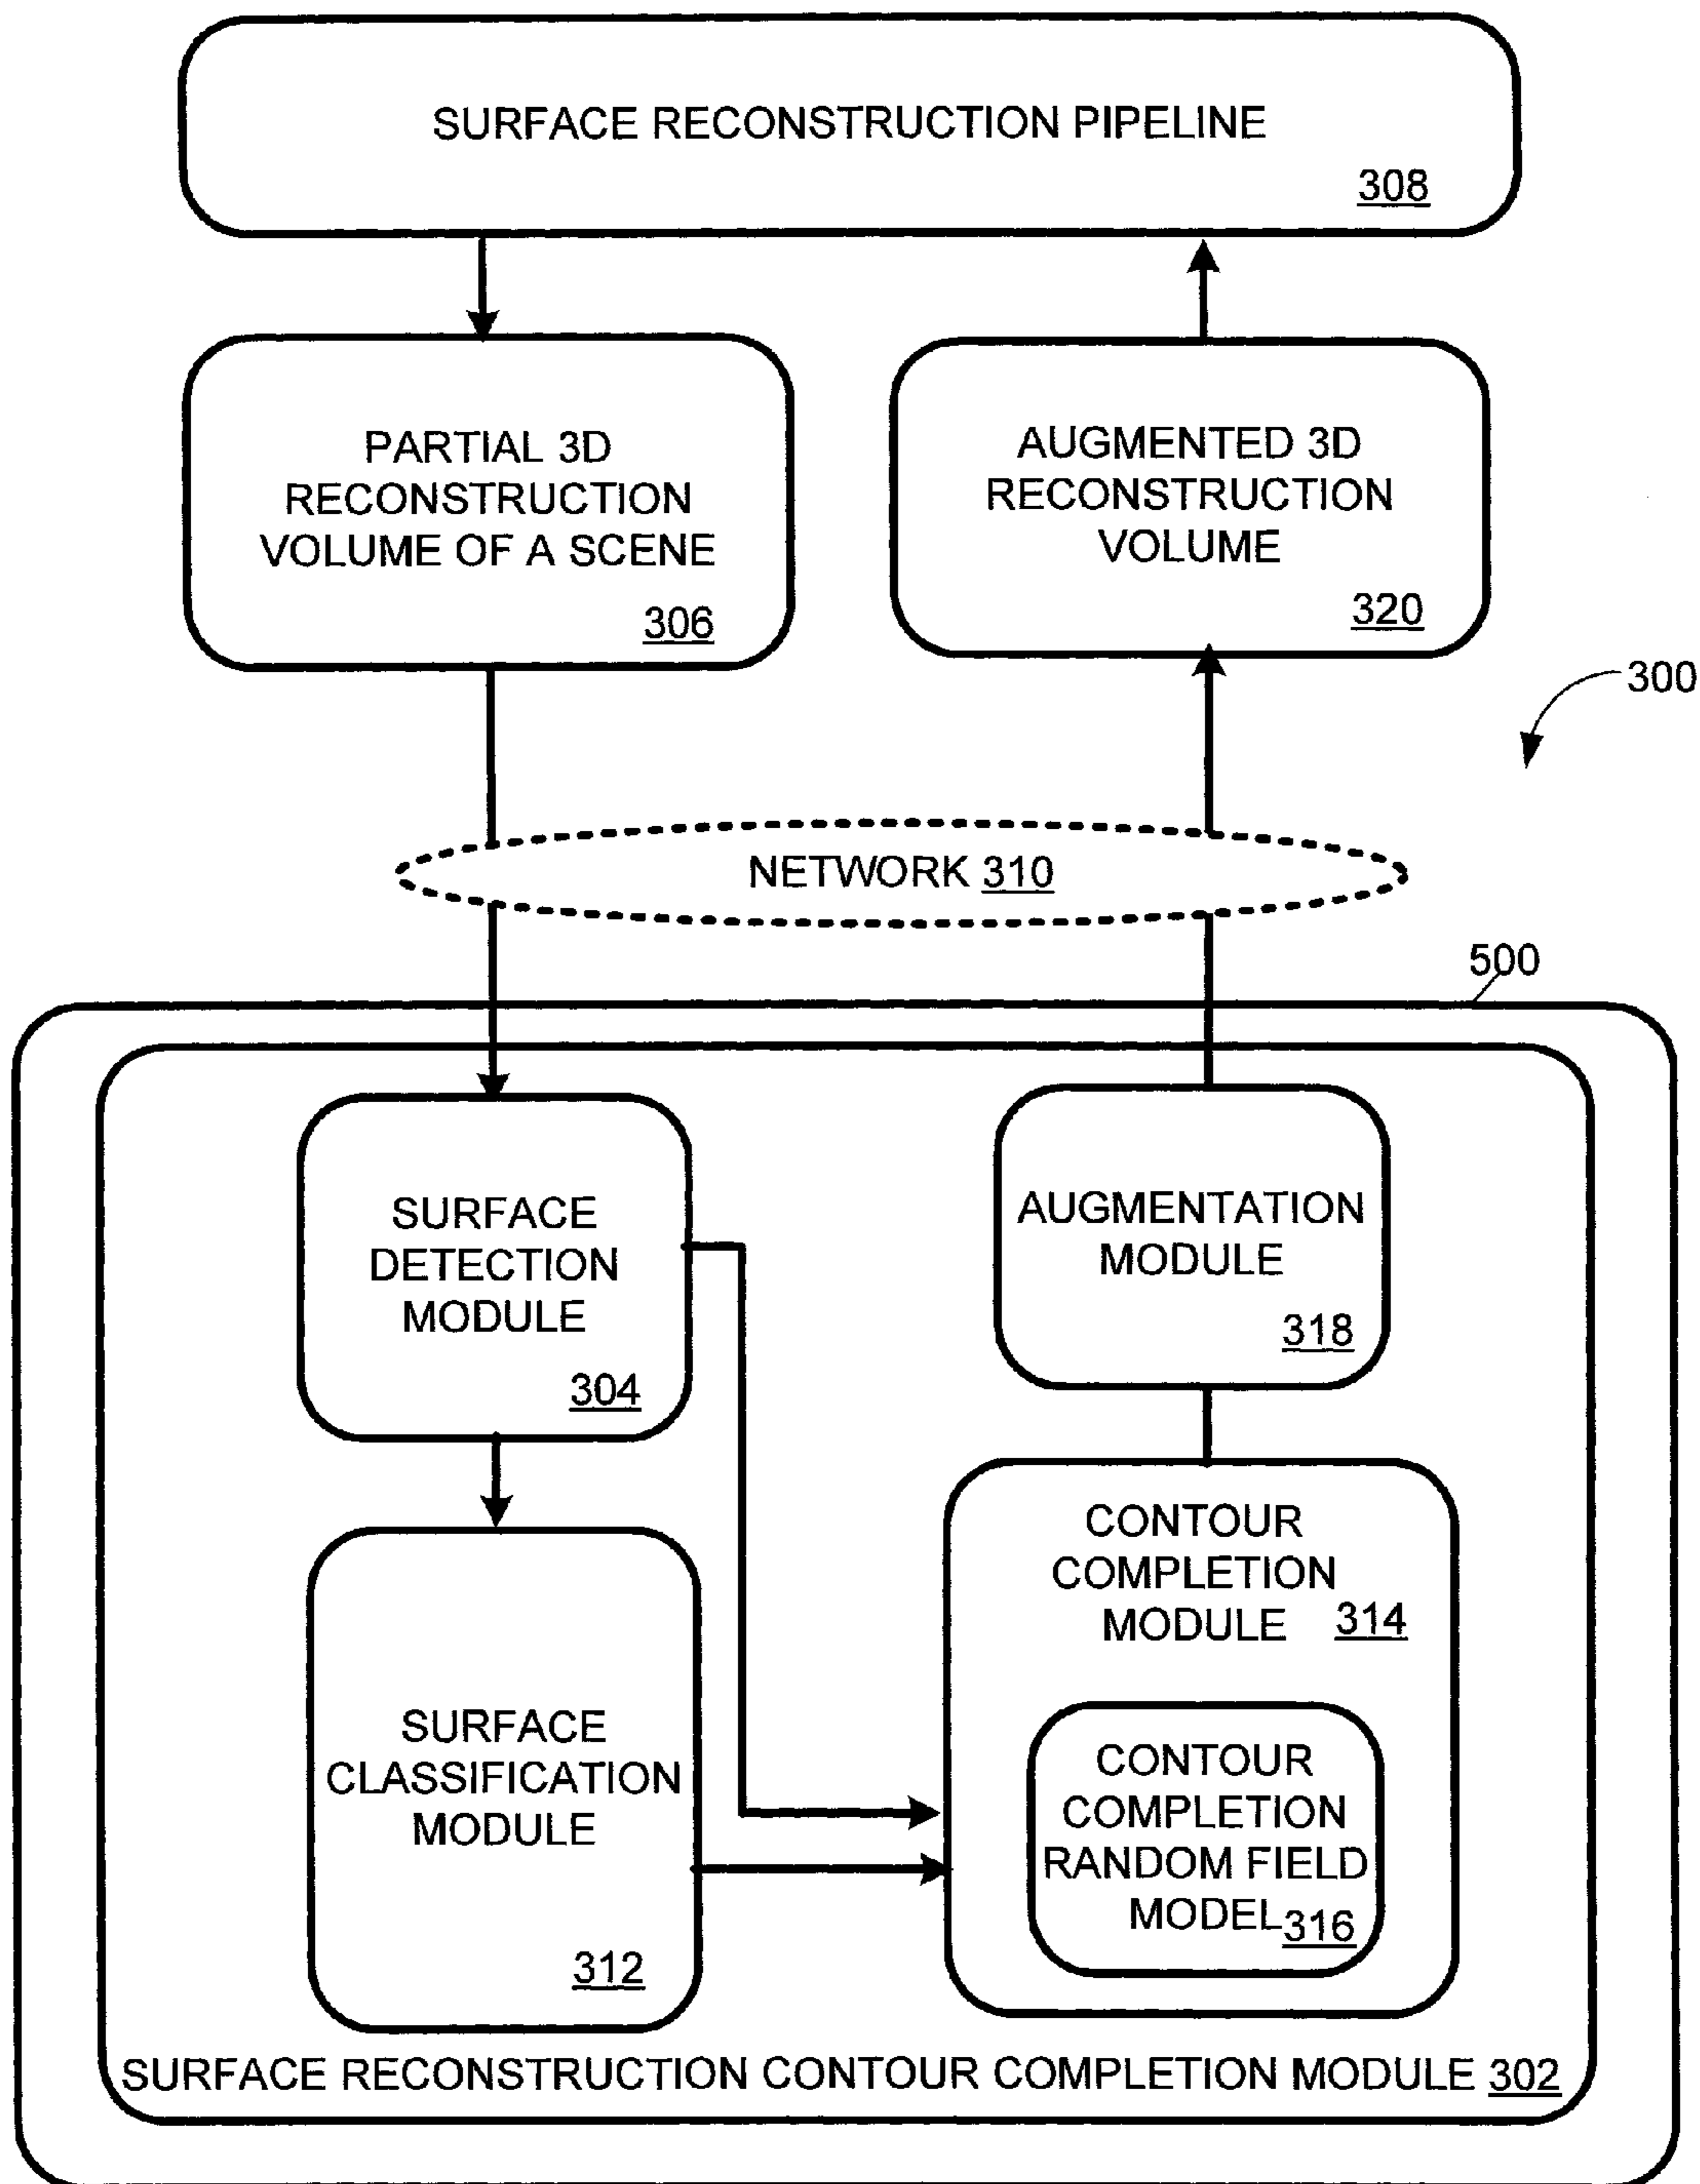 SURFACE RECONSTRUCTION PIPELINE
308
PARTIAL 3D
RECONSTRUCTION
VOLUME OF A SCENE
306
AUGMENTED 3D
RECONSTRUCTION
VOLUME
320
300
NETWORK 310
500
SURFACE
DETECTION
MODULE
304
AUGMENTATION
MODULE
318
SURFACE
CLASSIFICATION
MODULE
312
CONTOUR
COMPLETION
MODULE 314
CONTOUR
COMPLETION
RANDOM FIELD
MODEL 316
SURFACE RECONSTRUCTION CONTOUR COMPLETION MODULE 302